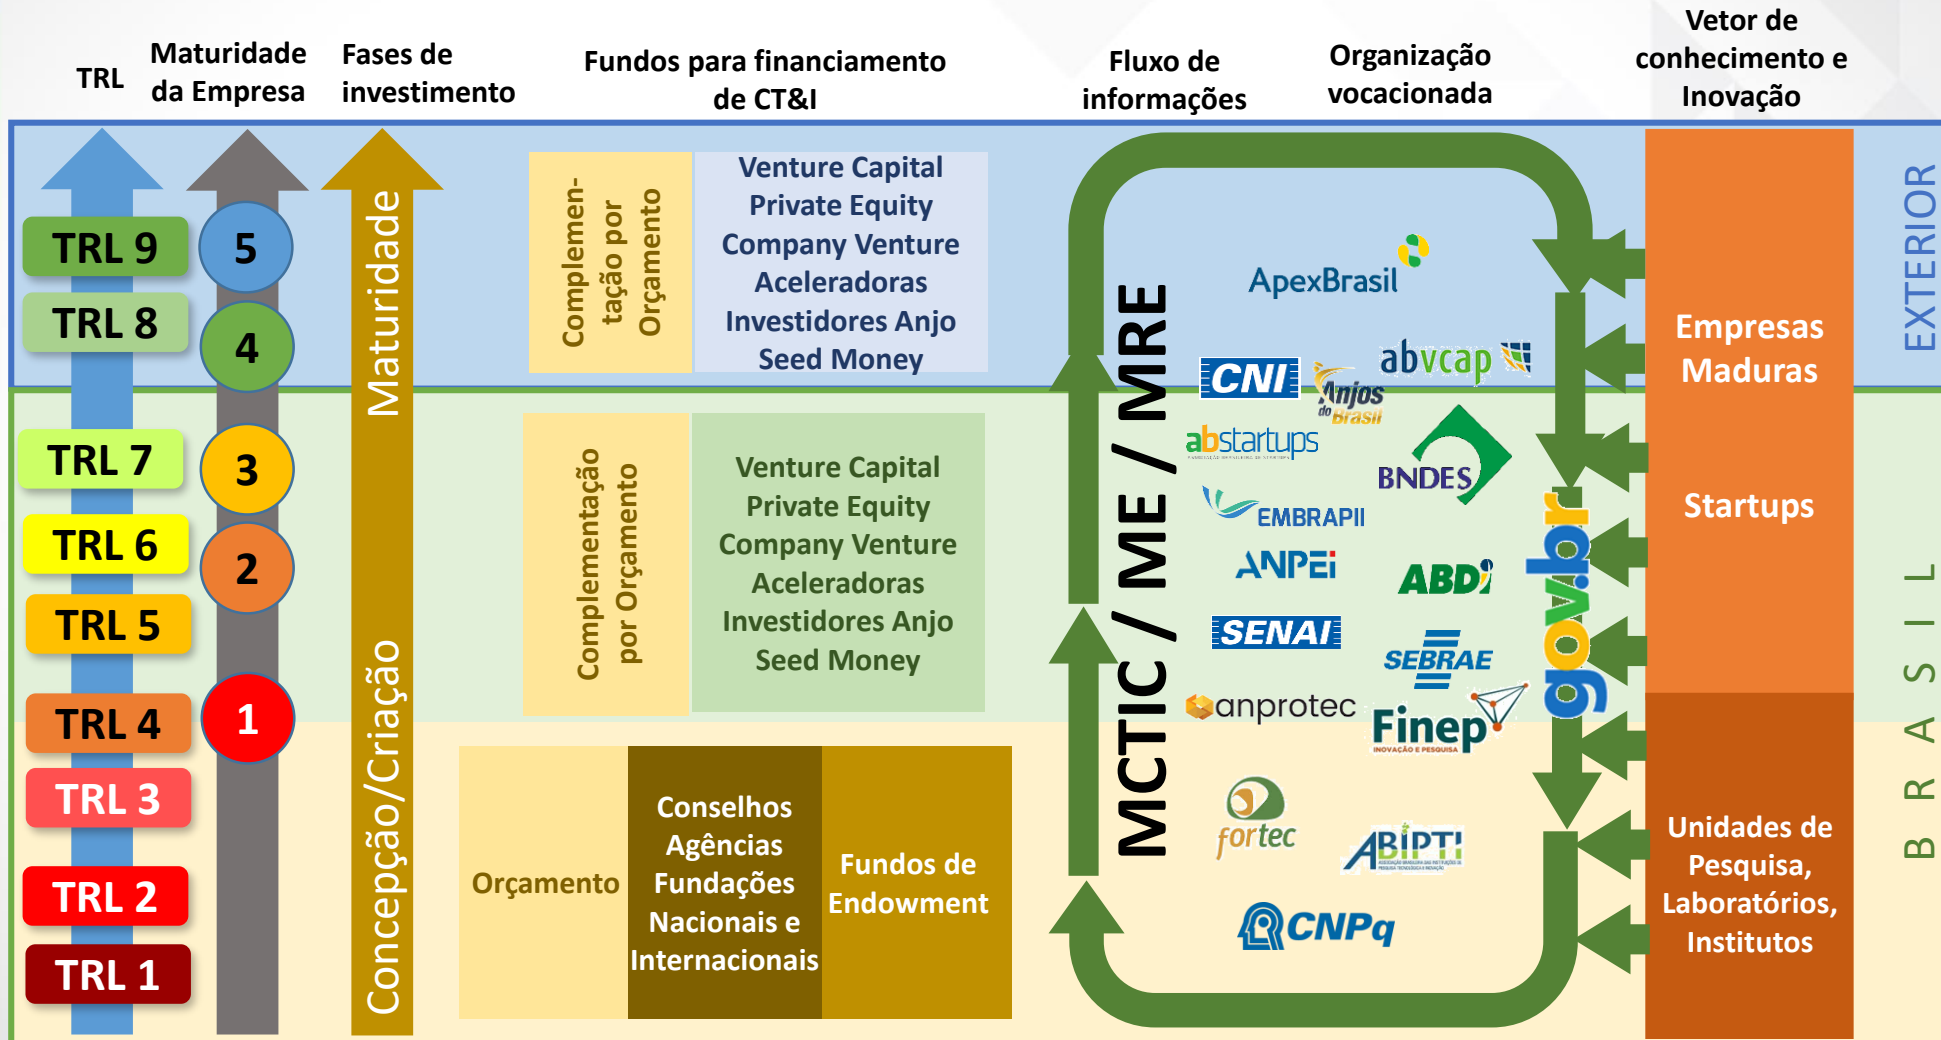 TRL
Maturidade
da Empresa
Fases de
investimento
Fundos para financiamento
de CT&I
Fluxo de
informações
Organização
vocacionada
Vetor de
conhecimento e
Inovação
TRL 9
TRL 8
TRL 7
TRL 6
TRL 5
TRL 4
TRL 3
TRL 2
TRL 1
5
4
3
2
1
Maturidade
Concepção/Criação
Complemen-
tação por
Orçamento
Venture Capital
Private Equity
Company Venture
Aceleradoras
Investidores Anjo
Seed Money
Complementação
por Orçamento
Venture Capital
Private Equity
Company Venture
Aceleradoras
Investidores Anjo
Seed Money
Orçamento
Conselhos
Agências
Fundações
Nacionais e
Internacionais
Fundos de
Endowment
MCTIC / ME / MRE
ApexBrasil
abvcap
CNI
Anjos
do Brasil
abstartups
BNDES
EMBRAPII
ANPEi
ABDi
SENAI
SEBRAE
anprotec
Finep
INOVAÇÃO E PESQUISA
fortec
ABIPTI
CNPq
gov.br
Empresas
Maduras
Startups
Unidades de
Pesquisa,
Laboratórios,
Institutos
EXTERIOR
BRASIL